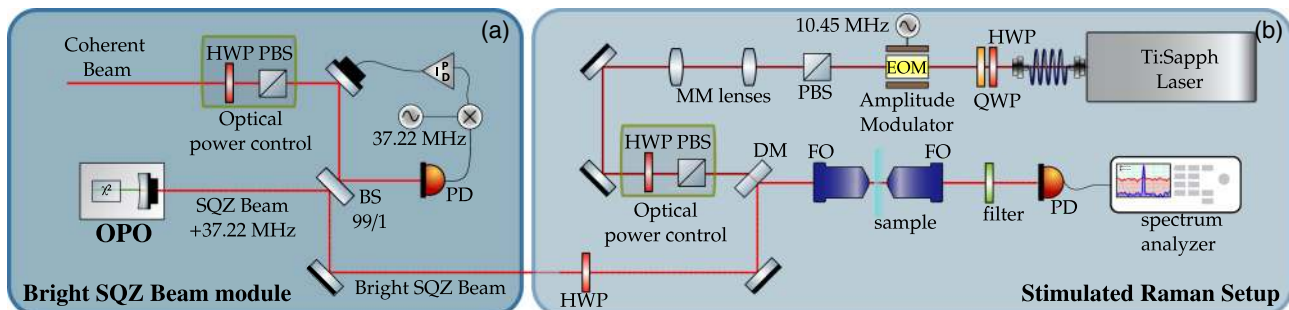 (a)
Coherent
Beam
HWP PBS
Optical
power control
P
I
D
37.22 MHz
PD
BS
99/1
χ²
OPO
SQZ Beam
+37.22 MHz
Bright SQZ Beam
Bright SQZ Beam module
(b)
10.45 MHz
HWP
Ti:Sapph
Laser
EOM
MM lenses
PBS
Amplitude
Modulator
QWP
HWP PBS
DM
FO
FO
Optical
power control
sample
filter
PD
spectrum
analyzer
HWP
Stimulated Raman Setup